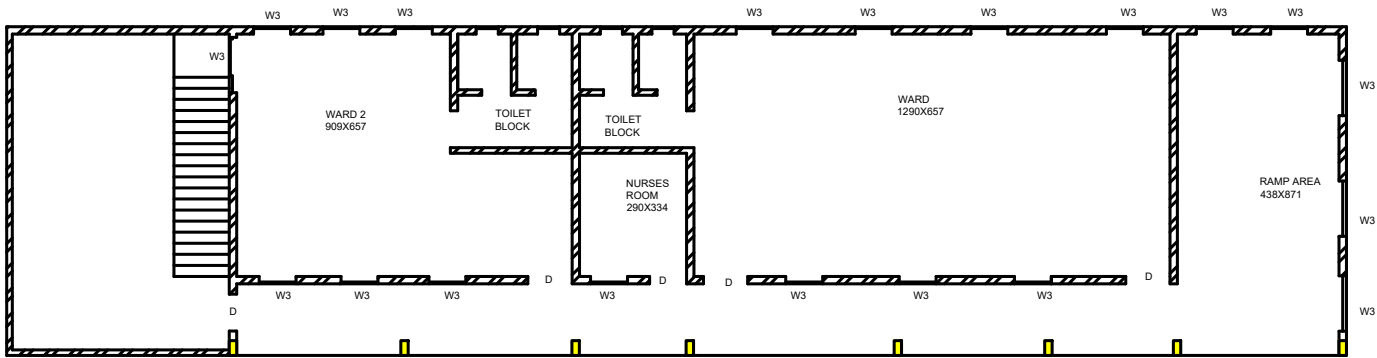 W3 W3 W3 W3 W3 W3 W3 W3 W3
W3
W3
WARD 2
909X657
TOILET
BLOCK
TOILET
BLOCK
WARD
1290X657
NURSES
ROOM
290X334
RAMP AREA
438X871
W3
D D D D
W3 W3 W3 W3 W3 W3 W3
D
W3